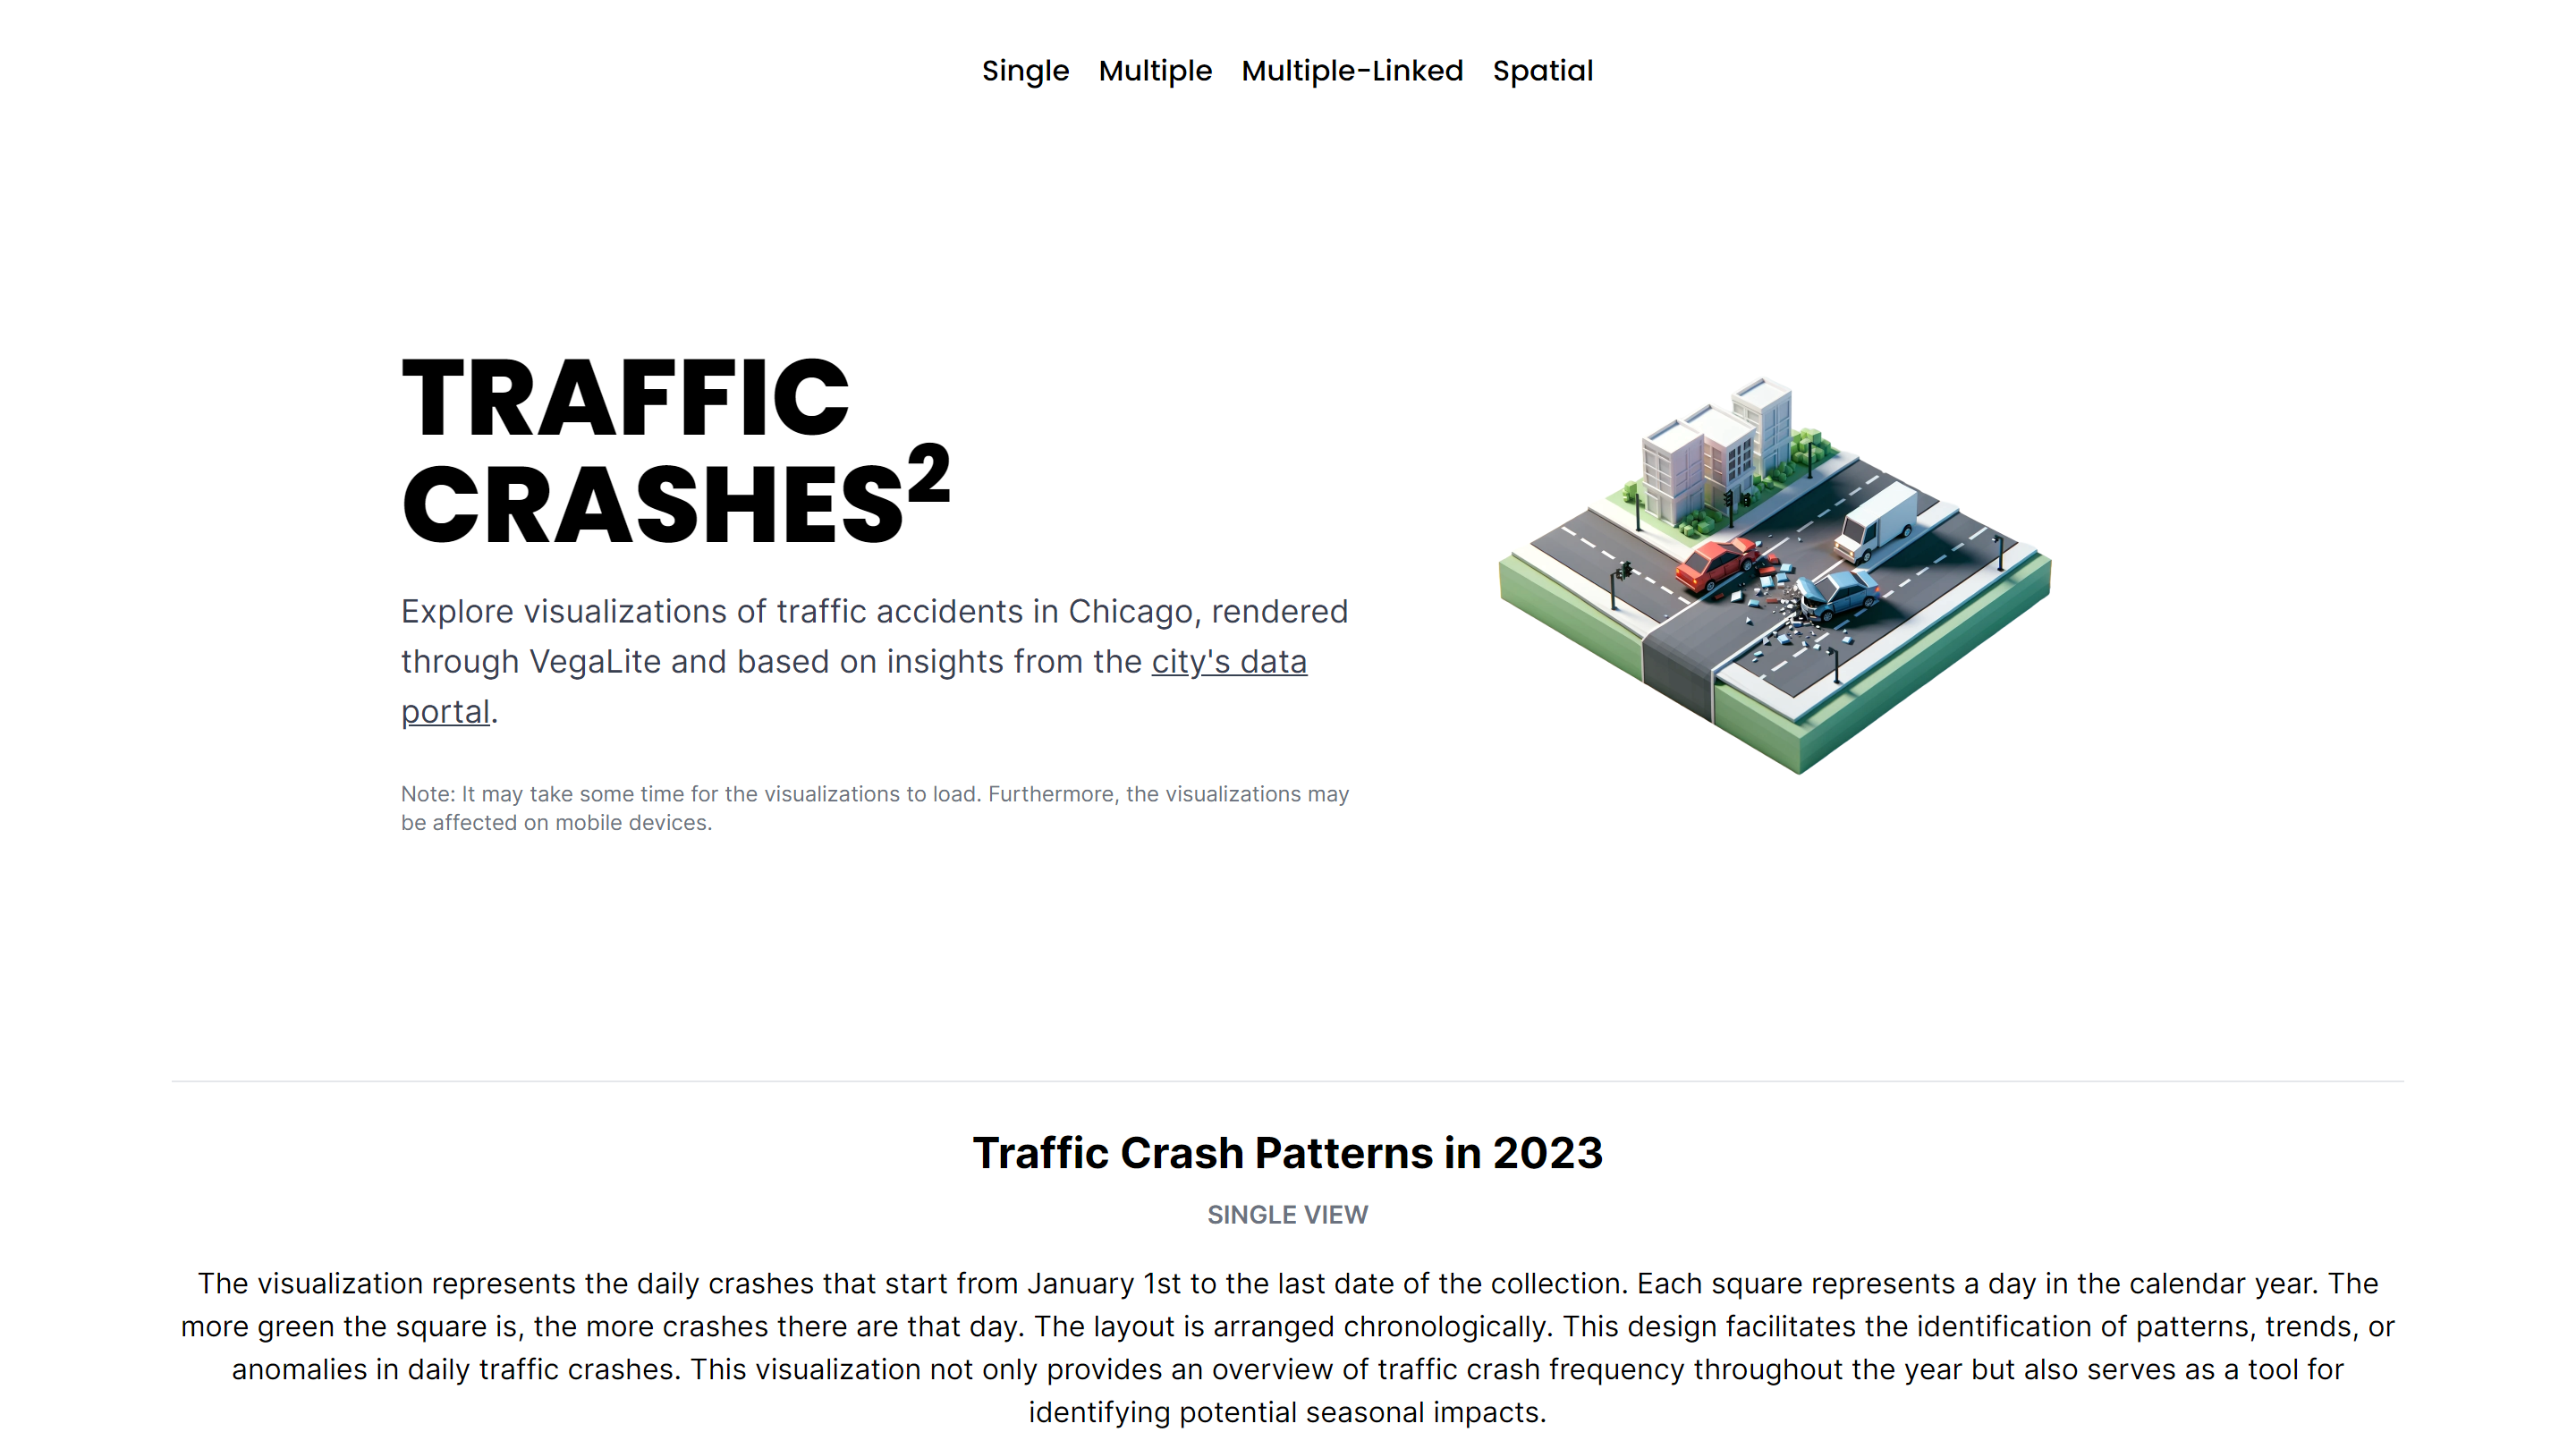 Single Multiple Multiple-Linked Spatial
TRAFFIC
CRASHES²
Explore visualizations of traffic accidents in Chicago, rendered
through VegaLite and based on insights from the city's data
portal.
Note: It may take some time for the visualizations to load. Furthermore, the visualizations may
be affected on mobile devices.
Traffic Crash Patterns in 2023
SINGLE VIEW
The visualization represents the daily crashes that start from January 1st to the last date of the collection. Each square represents a day in the calendar year. The
more green the square is, the more crashes there are that day. The layout is arranged chronologically. This design facilitates the identification of patterns, trends, or
anomalies in daily traffic crashes. This visualization not only provides an overview of traffic crash frequency throughout the year but also serves as a tool for
identifying potential seasonal impacts.